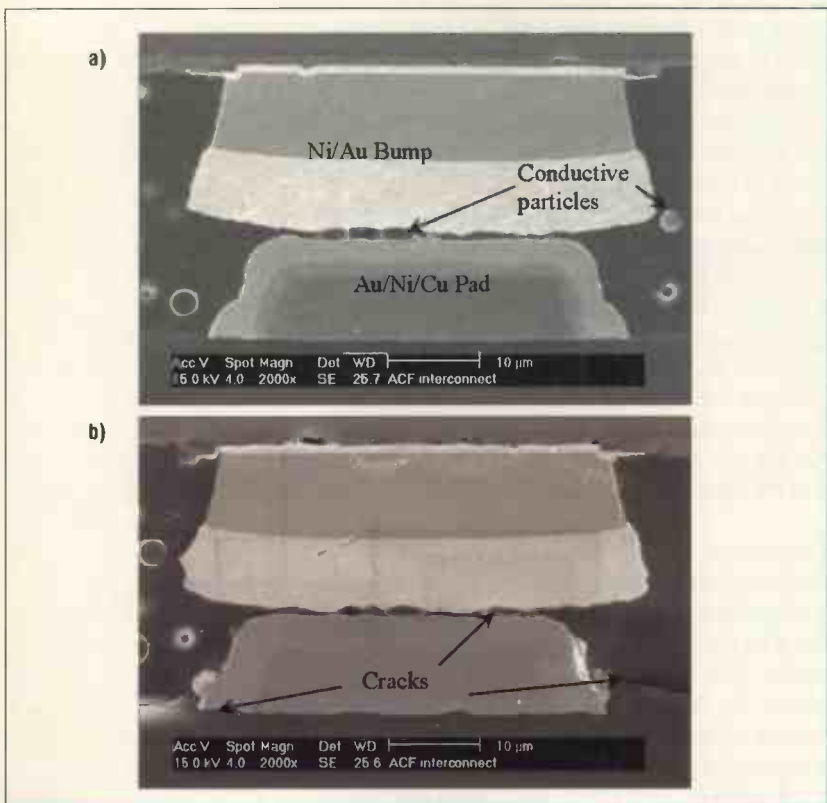 a)
Ni/Au Bump
Conductive
particles
Au/Ni/Cu Pad
Acc V Spot Magn Det WD 10 µm
15.0 kV 4.0 2000x SE 25.7 ACF interconnect
b)
Cracks
Acc V Spot Magn Det WD 10 µm
15.0 kV 4.0 2000x SE 25.6 ACF interconnect